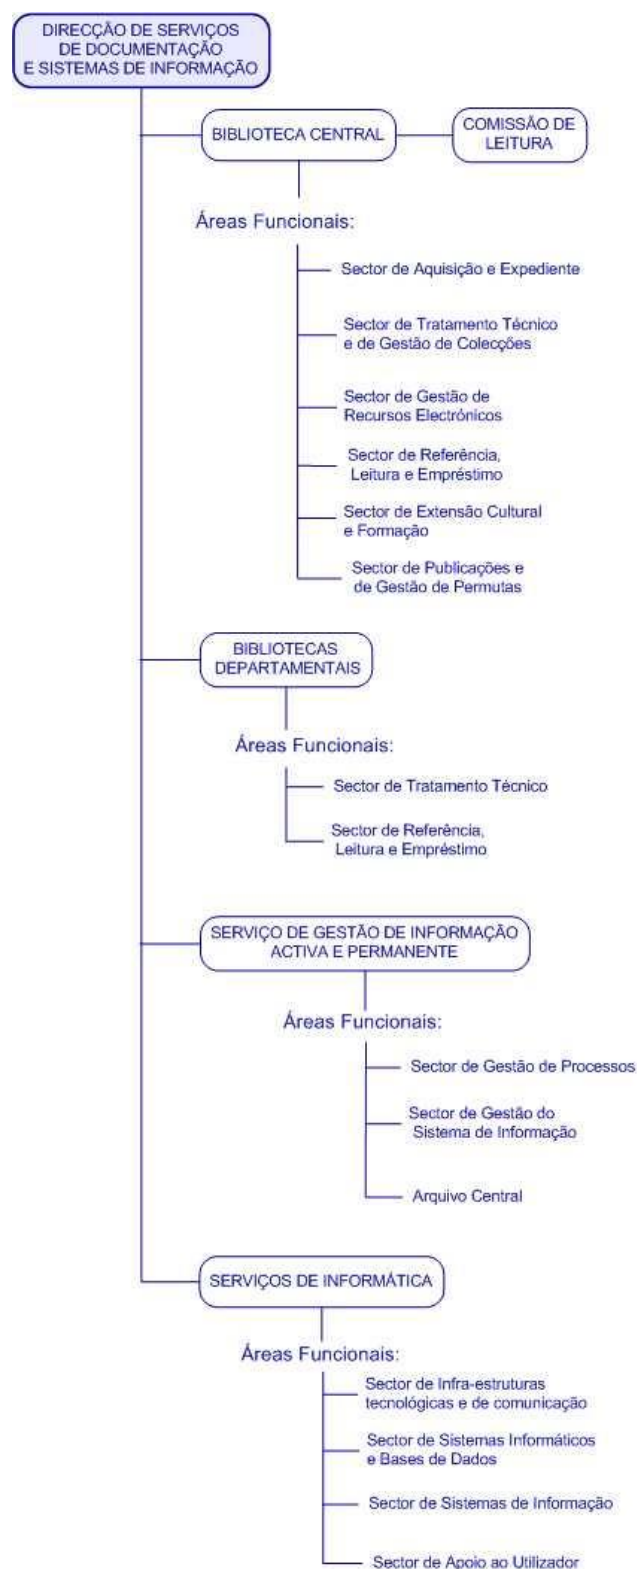 DIRECÇÃO DE SERVIÇOS
DE DOCUMENTAÇÃO
E SISTEMAS DE INFORMAÇÃO
BIBLIOTECA CENTRAL
COMISSÃO DE
LEITURA
Áreas Funcionais:
Sector de Aquisição e Expediente
Sector de Tratamento Técnico
e de Gestão de Colecções
Sector de Gestão de
Recursos Electrónicos
Sector de Referência,
Leitura e Empréstimo
Sector de Extensão Cultural
e Formação
Sector de Publicações e
de Gestão de Permutas
BIBLIOTECAS
DEPARTAMENTAIS
Áreas Funcionais:
Sector de Tratamento Técnico
Sector de Referência,
Leitura e Empréstimo
SERVIÇO DE GESTÃO DE INFORMAÇÃO
ACTIVA E PERMANENTE
Áreas Funcionais:
Sector de Gestão de Processos
Sector de Gestão do
Sistema de Informação
Arquivo Central
SERVIÇOS DE INFORMÁTICA
Áreas Funcionais:
Sector de Infra-estruturas
tecnológicas e de comunicação
Sector de Sistemas Informáticos
e Bases de Dados
Sector de Sistemas de Informação
Sector de Apoio ao Utilizador